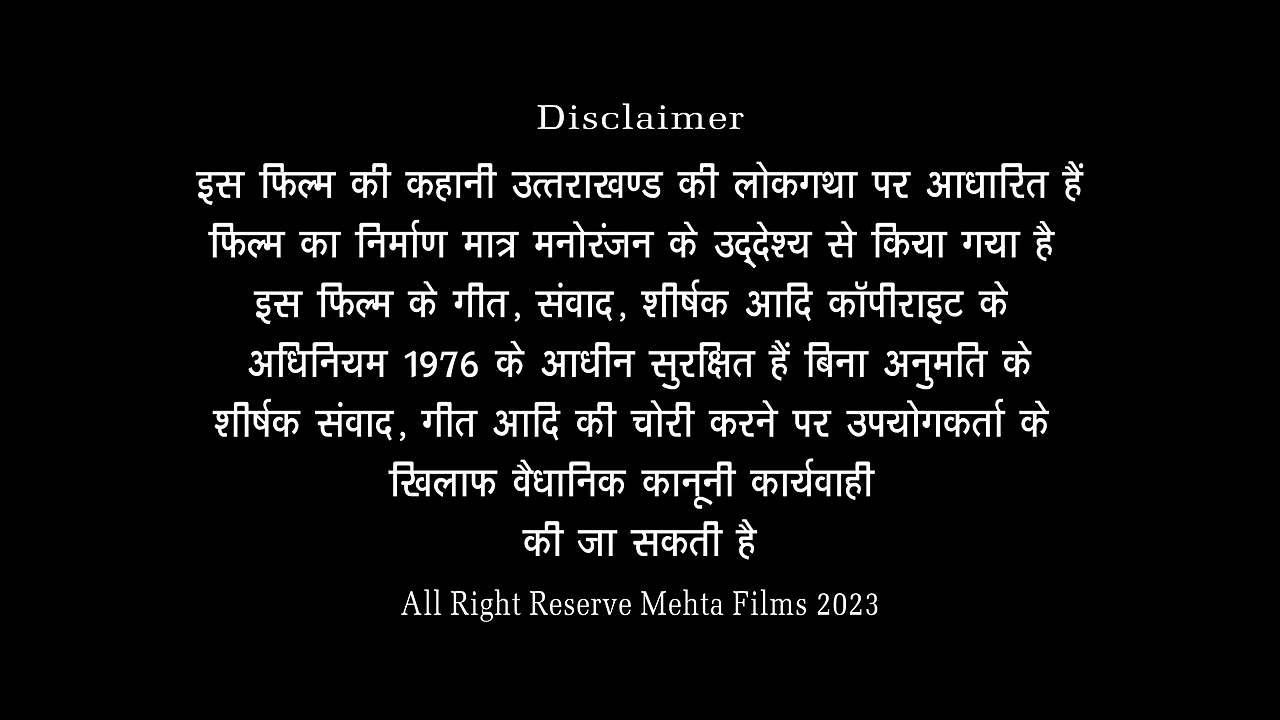 Disclaimer
इस फिल्म की कहानी उत्तराखण्ड की लोकगथा पर आधारित हैं
फिल्म का निर्माण मात्र मनोरंजन के उद्देश्य से किया गया है
इस फिल्म के गीत, संवाद, शीर्षक आदि कॉपीराइट के
अधिनियम 1976 के आधीन सुरक्षित हैं बिना अनुमति के
शीर्षक संवाद, गीत आदि की चोरी करने पर उपयोगकर्ता के
खिलाफ वैधानिक कानूनी कार्यवाही
की जा सकती है
All Right Reserve Mehta Films 2023